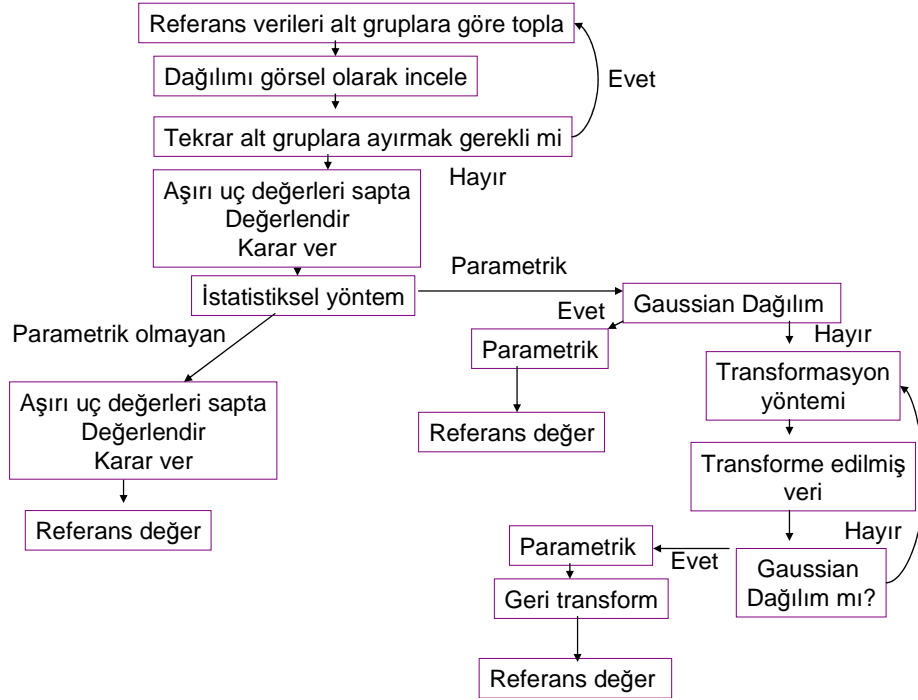 Referans verileri alt gruplara göre topla
Evet
Dağılımı görsel olarak incele
Tekrar alt gruplara ayırmak gerekli mi
Hayır
Aşırı uç değerleri sapta
Değerlendir
Karar ver
Parametrik
İstatistiksel yöntem
Gaussian Dağılım
Evet
Parametrik olmayan
Hayır
Parametrik
Transformasyon
yöntemi
Aşırı uç değerleri sapta
Değerlendir
Karar ver
Referans değer
Transforme edilmiş
veri
Referans değer
Hayır
Parametrik
Evet
Gaussian
Dağılım mı?
Geri transform
Referans değer